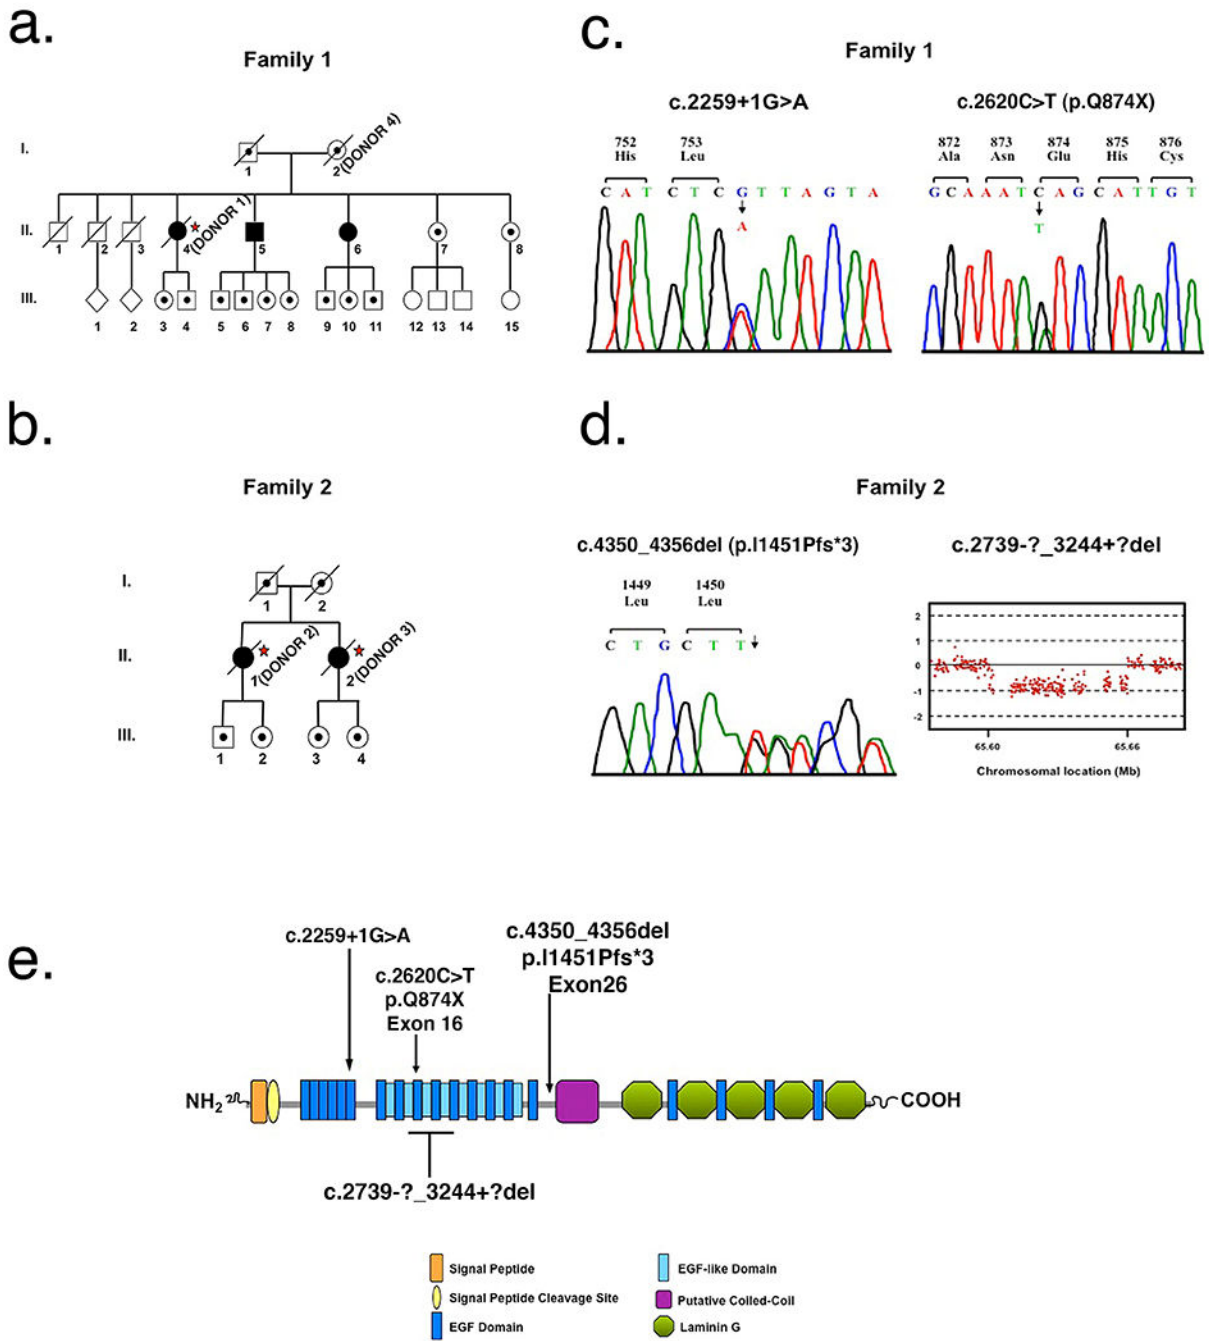 a.
Family 1
I.
1
2 (DONOR 4)
II.
1 2 3 4 (DONOR 1) 5 6 7 8
III.
1 2 3 4 5 6 7 8 9 10 11 12 13 14 15
c.
Family 1
c.2259+1G>A
c.2620C>T (p.Q874X)
752 753
His Leu
C A T C T C G T T A G T A
A
872 873 874 875 876
Ala Asn Glu His Cys
G C A A A T C A G C A T T G T
T
b.
Family 2
I.
1 2
II.
7 (DONOR 2) 2 (DONOR 3)
III.
1 2 3 4
d.
Family 2
c.4350_4356del (p.I1451Pfs*3)
1449 1450
Leu Leu
C T G C T T
c.2739-?_3244+?del
2
1
0
-1
-2
65.60 65.66
Chromosomal location (Mb)
e.
c.2259+1G>A
c.2620C>T
p.Q874X
Exon 16
c.4350_4356del
p.I1451Pfs*3
Exon26
NH2
COOH
c.2739-?_3244+?del
Signal Peptide
Signal Peptide Cleavage Site
EGF Domain
EGF-like Domain
Putative Coiled-Coil
Laminin G